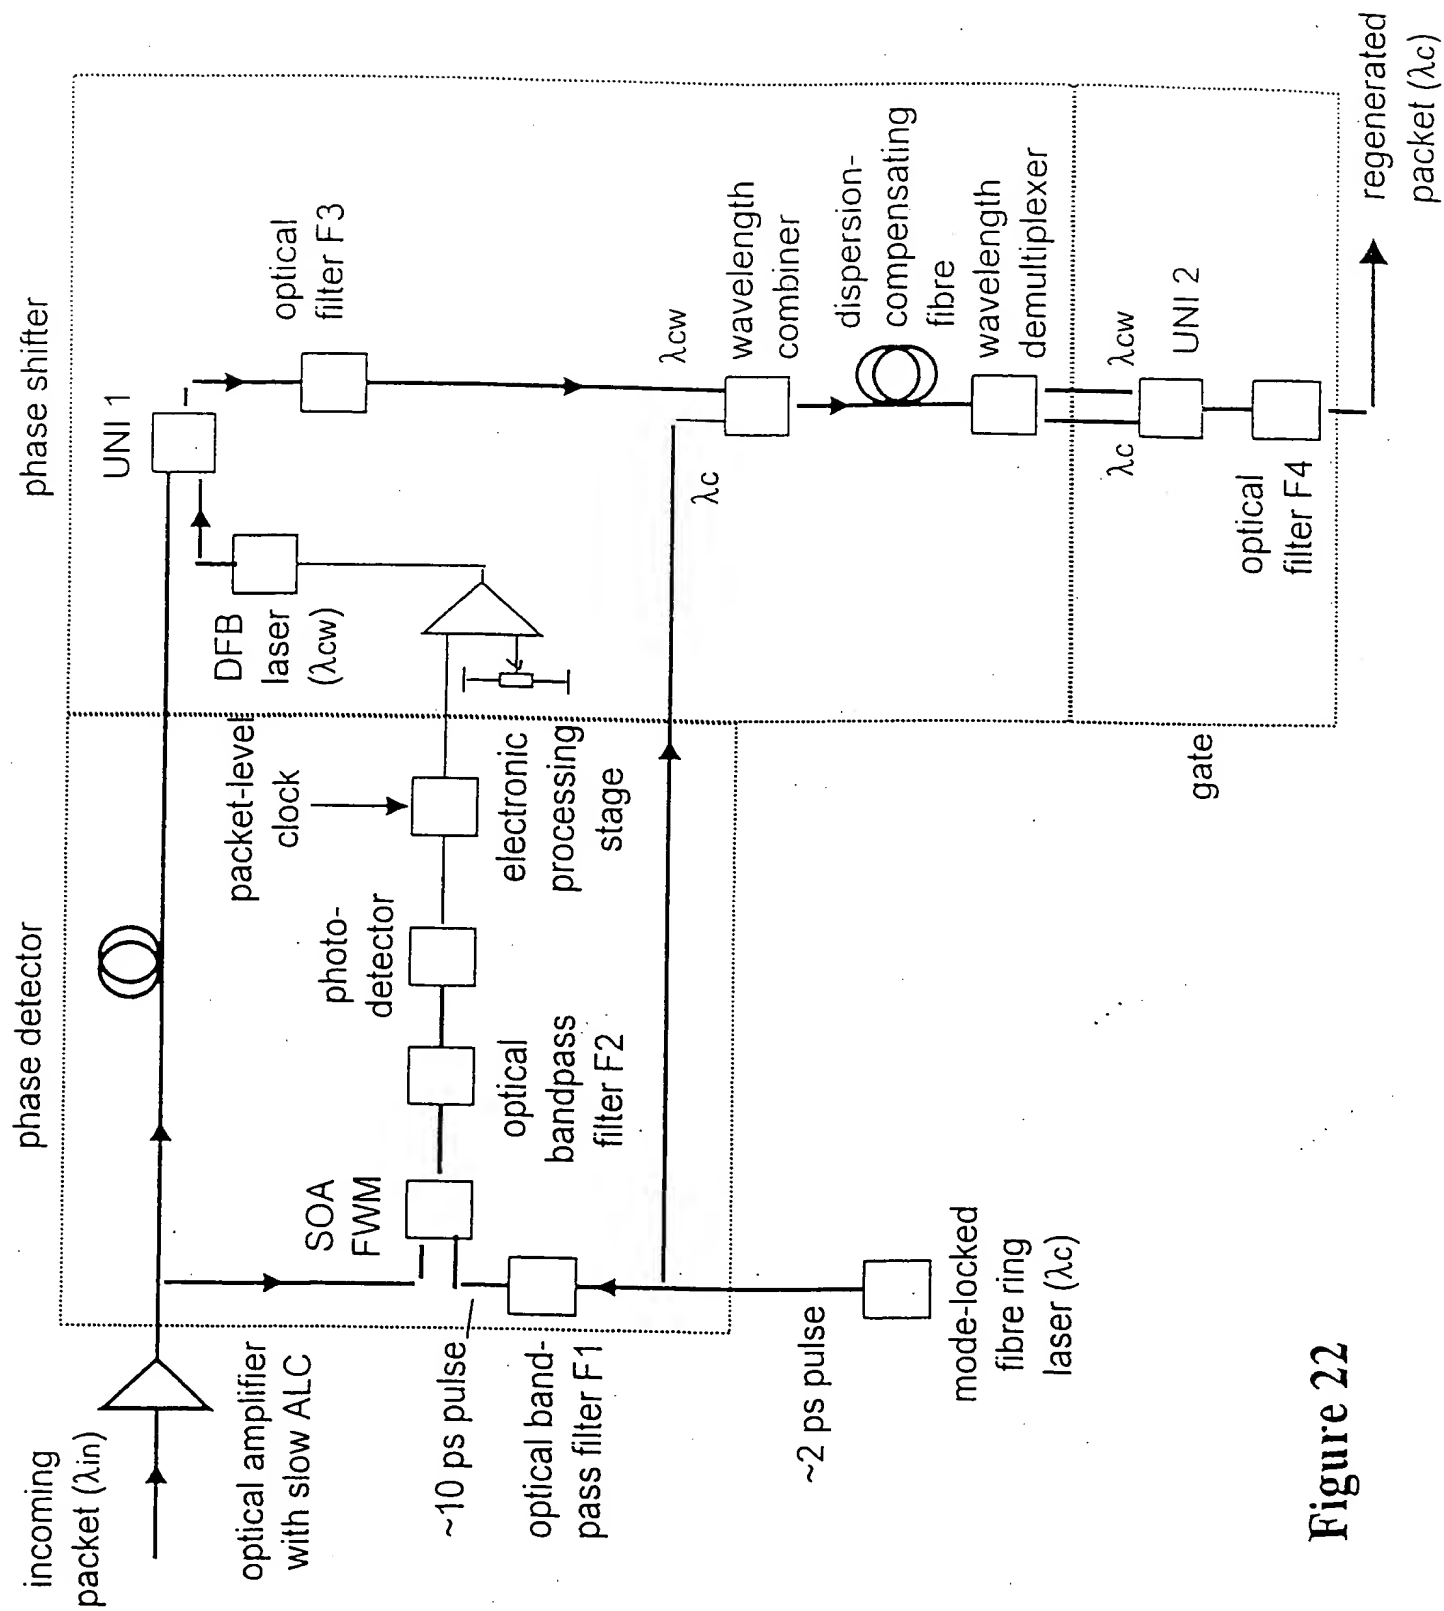 incoming
packet (λin)
optical amplifier
with slow ALC
phase detector
phase shifter
UNI 1
optical
filter F3
DFB
laser
(λcw)
packet-level
clock
photo-
detector
SOA
FWM
electronic
processing
stage
optical
bandpass
filter F2
~10 ps pulse
optical band-
pass filter F1
~2 ps pulse
mode-locked
fibre ring
laser (λc)
λc
λcw
wavelength
combiner
dispersion-
compensating
fibre
wavelength
demultiplexer
λc
λcw
UNI 2
optical
filter F4
gate
regenerated
packet (λc)
Figure 22